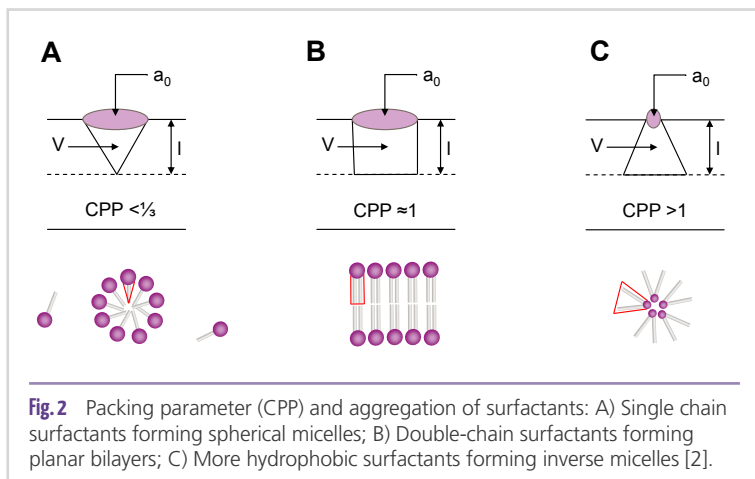 A B C
a₀ a₀ a₀
V l V l V l
CPP <⅓ CPP ≈1 CPP >1
Fig. 2 Packing parameter (CPP) and aggregation of surfactants: A) Single chain
surfactants forming spherical micelles; B) Double-chain surfactants forming
planar bilayers; C) More hydrophobic surfactants forming inverse micelles [2].